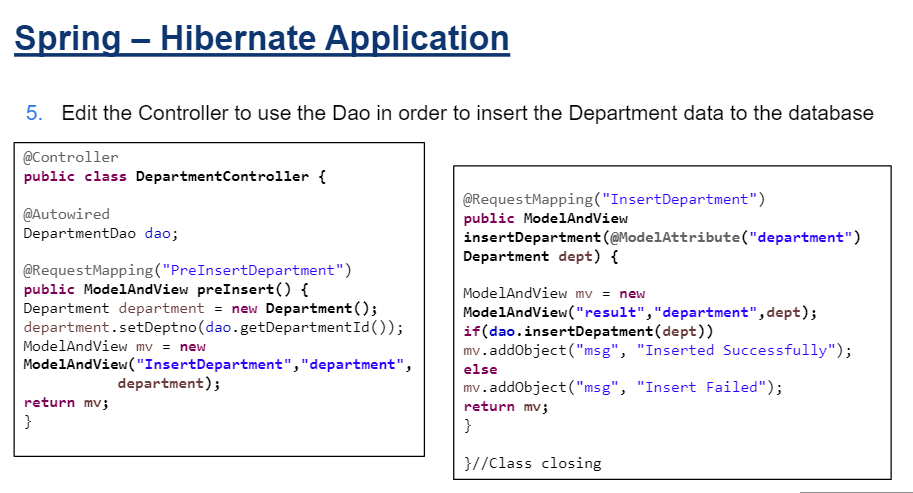 Spring – Hibernate Application
5. Edit the Controller to use the Dao in order to insert the Department data to the database
@Controller
public class DepartmentController {
@Autowired
DepartmentDao dao;
@RequestMapping("PreInsertDepartment")
public ModelAndView preInsert() {
Department department = new Department();
department.setDeptno(dao.getDepartmentId());
ModelAndView mv = new
ModelAndView("InsertDepartment","department",
department);
return mv;
}
@RequestMapping("InsertDepartment")
public ModelAndView
insertDepartment(@ModelAttribute("department")
Department dept) {
ModelAndView mv = new
ModelAndView("result","department",dept);
if(dao.insertDepatment(dept))
mv.addObject("msg", "Inserted Successfully");
else
mv.addObject("msg", "Insert Failed");
return mv;
}
}//Class closing